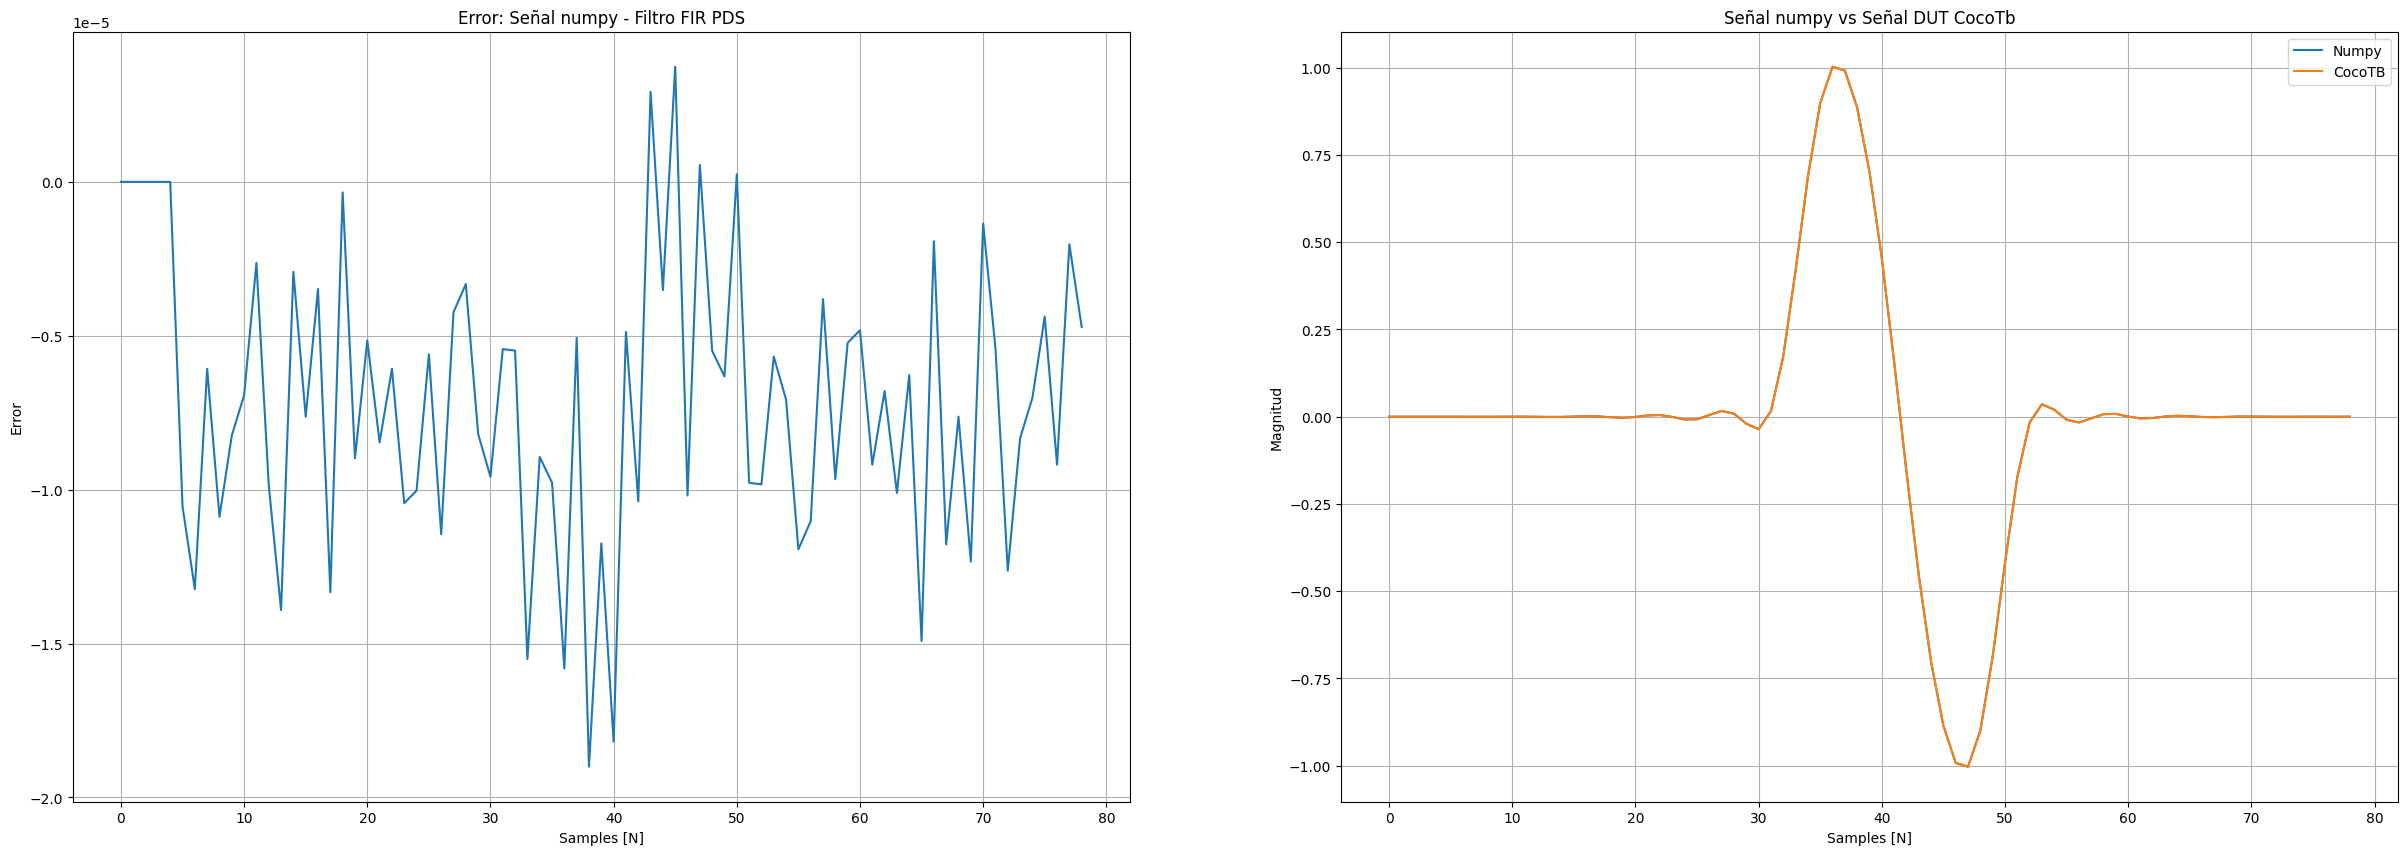 Error: Señal numpy - Filtro FIR PDS
1e−5
0.0
−0.5
−1.0
−1.5
−2.0
Error
0 10 20 30 40 50 60 70 80
Samples [N]
Señal numpy vs Señal DUT CocoTb
Numpy
CocoTB
1.00
0.75
0.50
0.25
0.00
−0.25
−0.50
−0.75
−1.00
Magnitud
0 10 20 30 40 50 60 70 80
Samples [N]